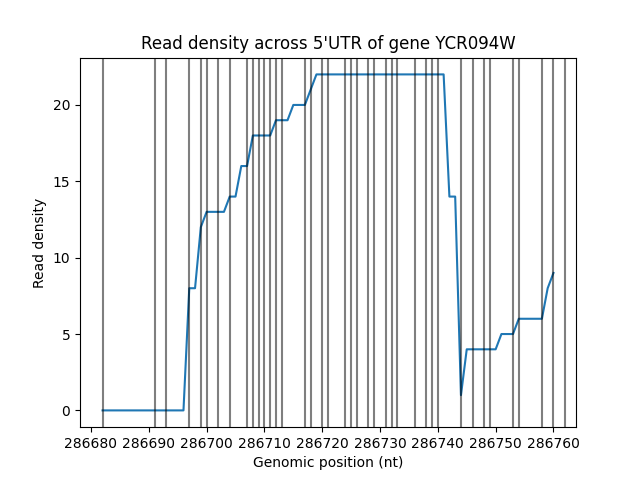 Read density across 5'UTR of gene YCR094W
Read density
20
15
10
5
0
286680 286690 286700 286710 286720 286730 286740 286750 286760
Genomic position (nt)